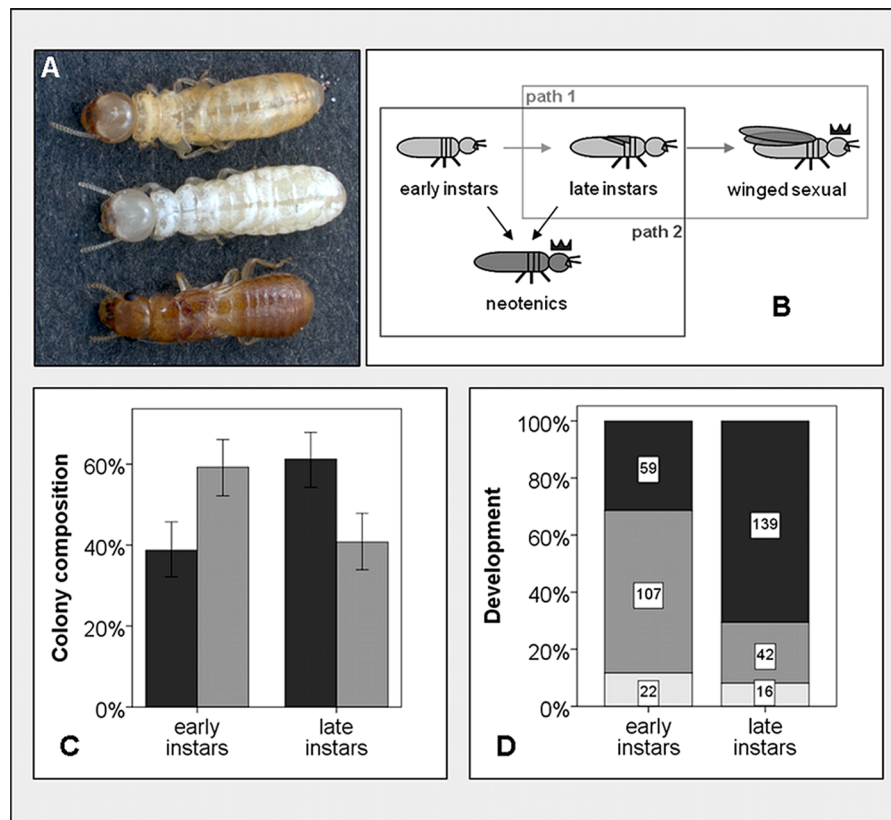 A
path 1
early instars
late instars
winged sexual
path 2
neotenics
B
Colony composition
60%
40%
20%
0%
early
instars
late
instars
C
Development
100%
80%
60%
40%
20%
0%
59
107
22
139
42
16
early
instars
late
instars
D